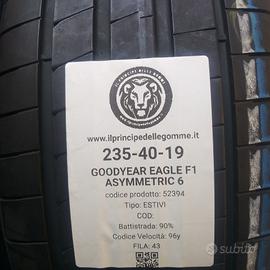 IL PRINCIPE DELLE GOMME
www.ilprincipedellegomme.it
235-40-19
GOODYEAR EAGLE F1
ASYMMETRIC 6
codice prodotto: 52394
Tipo: ESTIVI
COD:
Battistrada: 90%
Codice Velocità: 96y
FILA: 43
subito